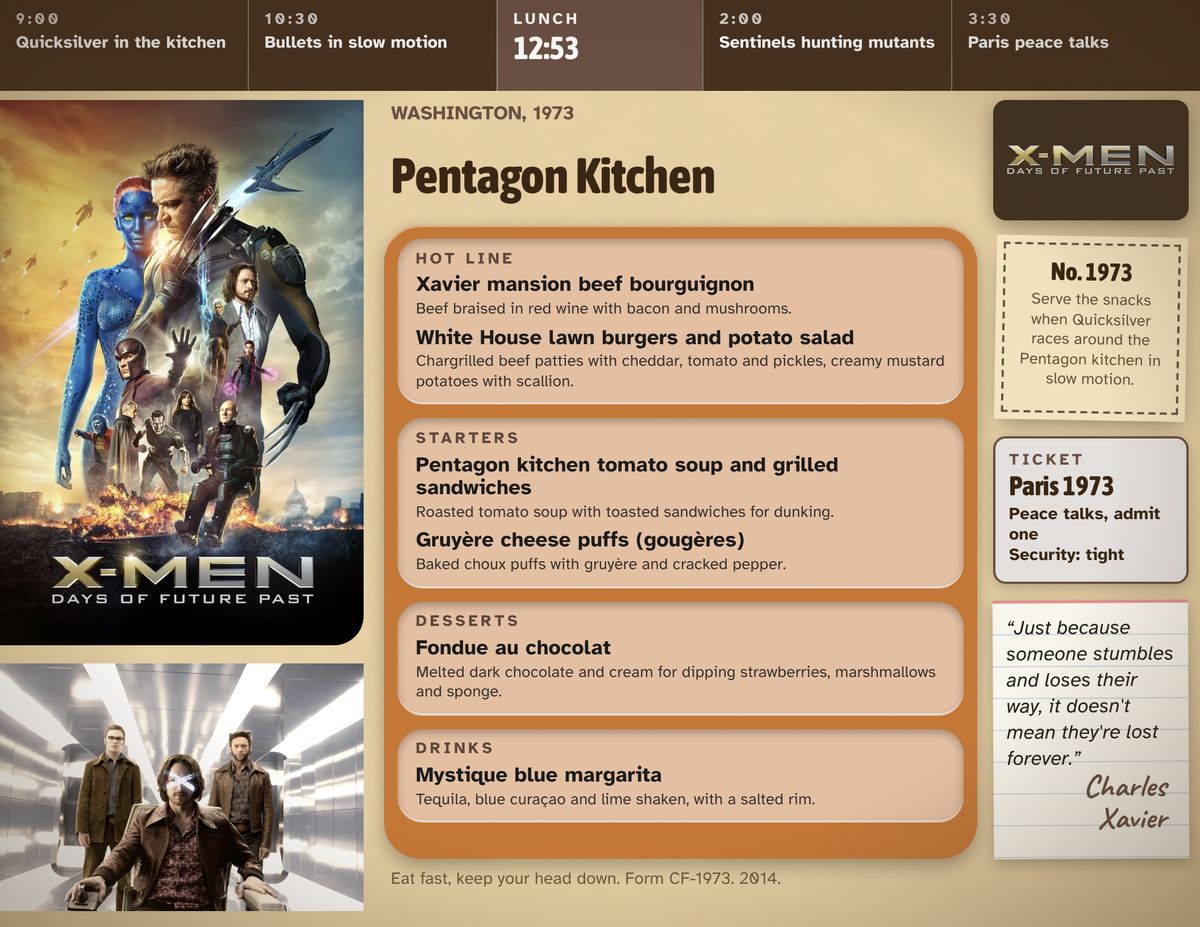 9:00
Quicksilver in the kitchen
10:30
Bullets in slow motion
LUNCH
12:53
2:00
Sentinels hunting mutants
3:30
Paris peace talks
X-MEN
DAYS OF FUTURE PAST
WASHINGTON, 1973
Pentagon Kitchen
HOT LINE
Xavier mansion beef bourguignon
Beef braised in red wine with bacon and mushrooms.
White House lawn burgers and potato salad
Chargrilled beef patties with cheddar, tomato and pickles, creamy mustard
potatoes with scallion.
STARTERS
Pentagon kitchen tomato soup and grilled
sandwiches
Roasted tomato soup with toasted sandwiches for dunking.
Gruyère cheese puffs (gougères)
Baked choux puffs with gruyère and cracked pepper.
DESSERTS
Fondue au chocolat
Melted dark chocolate and cream for dipping strawberries, marshmallows
and sponge.
DRINKS
Mystique blue margarita
Tequila, blue curaçao and lime shaken, with a salted rim.
Eat fast, keep your head down. Form CF-1973. 2014.
X-MEN
DAYS OF FUTURE PAST
No. 1973
Serve the snacks
when Quicksilver
races around the
Pentagon kitchen in
slow motion.
TICKET
Paris 1973
Peace talks, admit
one
Security: tight
“Just because
someone stumbles
and loses their
way, it doesn't
mean they're lost
forever.”
Charles
Xavier